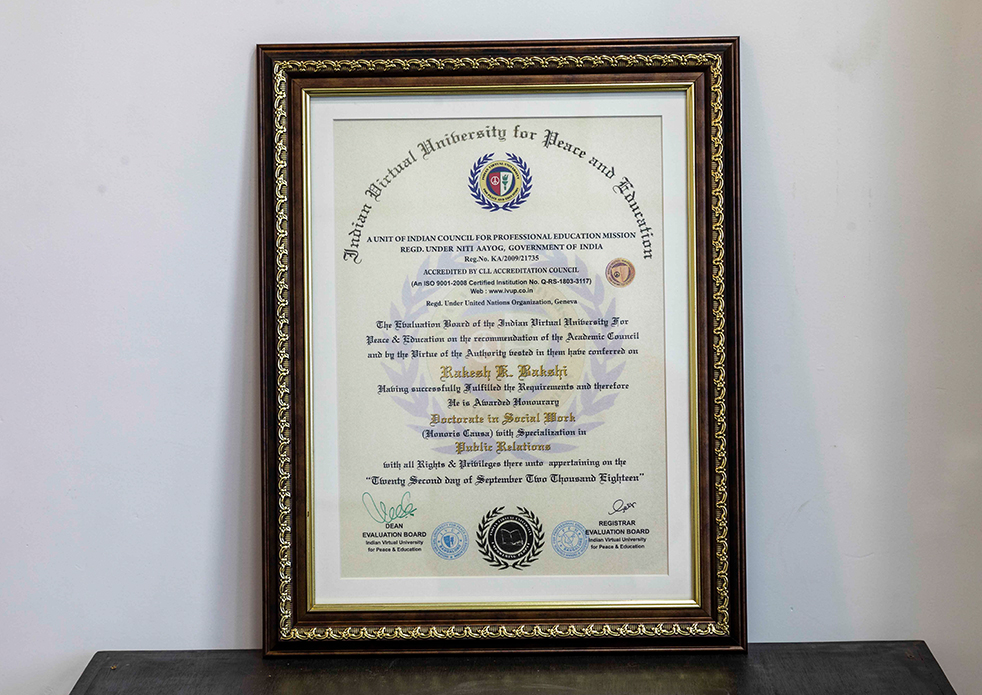 Indian Virtual University for Peace and Education
A UNIT OF INDIAN COUNCIL FOR PROFESSIONAL EDUCATION MISSION
REGD. UNDER NITI AAYOG, GOVERNMENT OF INDIA
Reg.No. KA/2009/21735
ACCREDITED BY CLL ACCREDITATION COUNCIL
(An ISO 9001-2008 Certified Institution No. Q-RS-1803-3117)
Web : www.ivup.co.in
Regd. Under United Nations Organization, Geneva
The Evaluation Board of the Indian Virtual University For
Peace & Education on the recommendation of the Academic Council
and by the Virtue of the Authority vested in them have conferred on
Rakesh K. Bakshi
Having successfully Fulfilled the Requirements and therefore
He is Awarded Honourary
Doctorate in Social Work
(Honoris Causa) with Specialization in
Public Relations
with all Rights & Privileges there unto appertaining on the
"Twenty Second day of September Two Thousand Eighteen"
DEAN
EVALUATION BOARD
Indian Virtual University
for Peace & Education
REGISTRAR
EVALUATION BOARD
Indian Virtual University
for Peace & Education